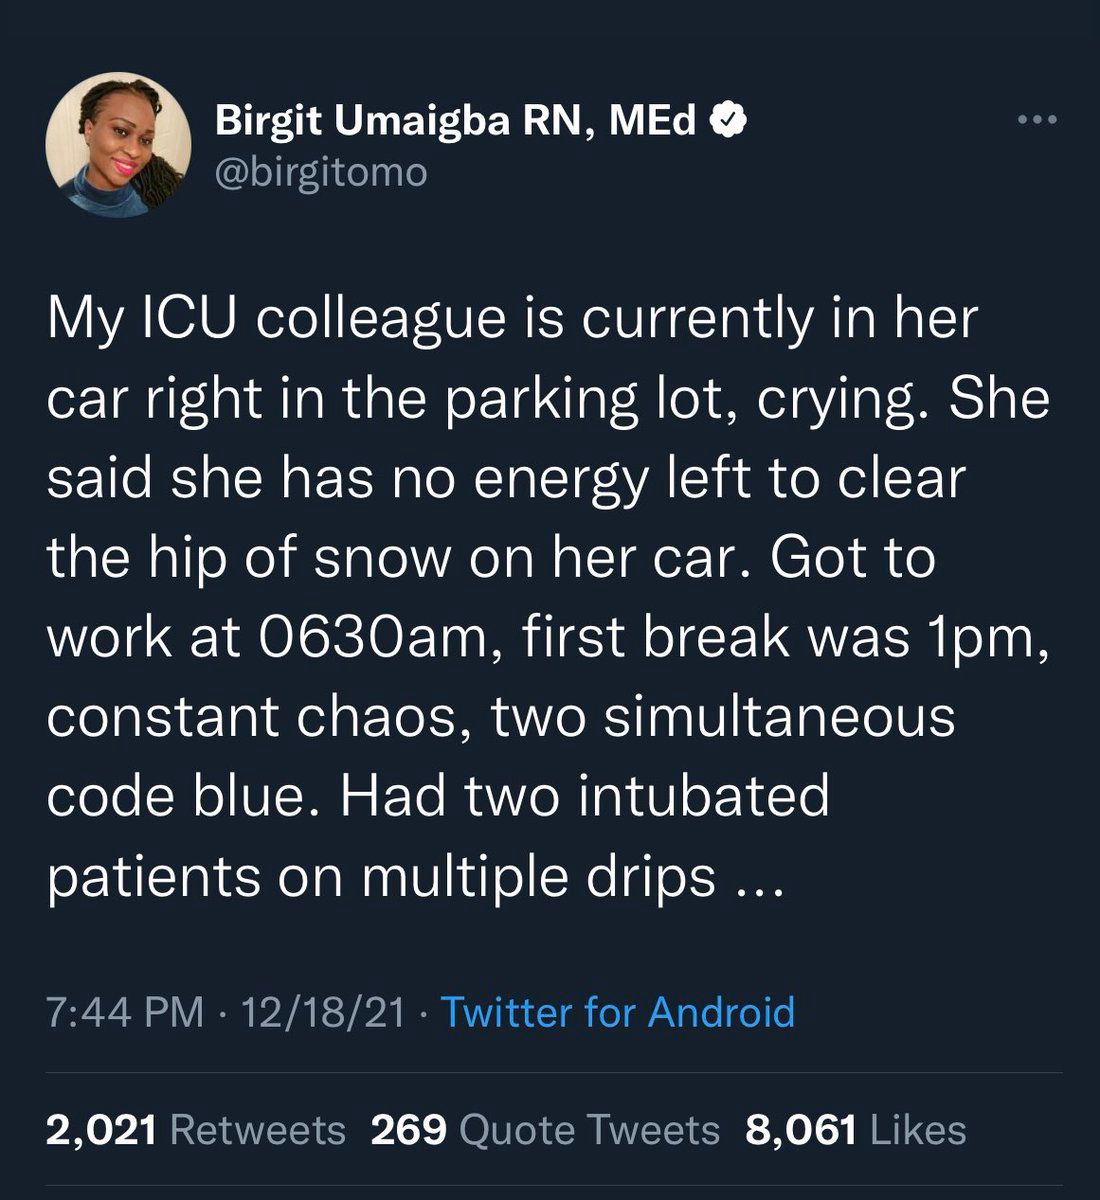 Birgit Umaigba RN, MEd
@birgitomo
My ICU colleague is currently in her
car right in the parking lot, crying. She
said she has no energy left to clear
the hip of snow on her car. Got to
work at 0630am, first break was 1pm,
constant chaos, two simultaneous
code blue. Had two intubated
patients on multiple drips ...
7:44 PM · 12/18/21 · Twitter for Android
2,021 Retweets 269 Quote Tweets 8,061 Likes